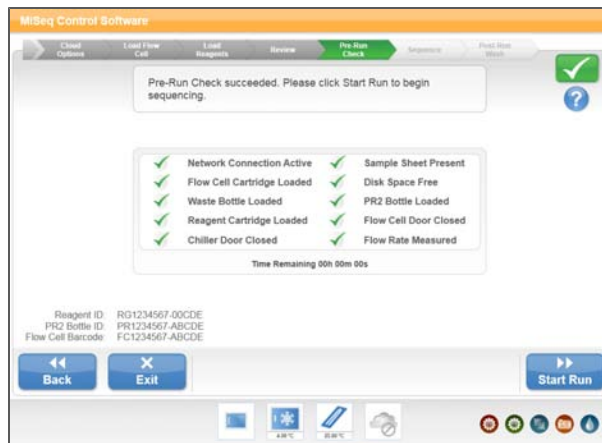 MiSeq Control Software
Cloud Options
Load Flow Cell
Load Reagents
Review
Pre-Run Check
Sequence
Post Run Wash
Pre-Run Check succeeded. Please click Start Run to begin
sequencing.
Network Connection Active
Sample Sheet Present
Flow Cell Cartridge Loaded
Disk Space Free
Waste Bottle Loaded
PR2 Bottle Loaded
Reagent Cartridge Loaded
Flow Cell Door Closed
Chiller Door Closed
Flow Rate Measured
Time Remaining 00h 00m 00s
Reagent ID: RG1234567-00CDE
PR2 Bottle ID: PR1234567-ABCDE
Flow Cell Barcode: FC1234567-ABCDE
Back
Exit
Start Run